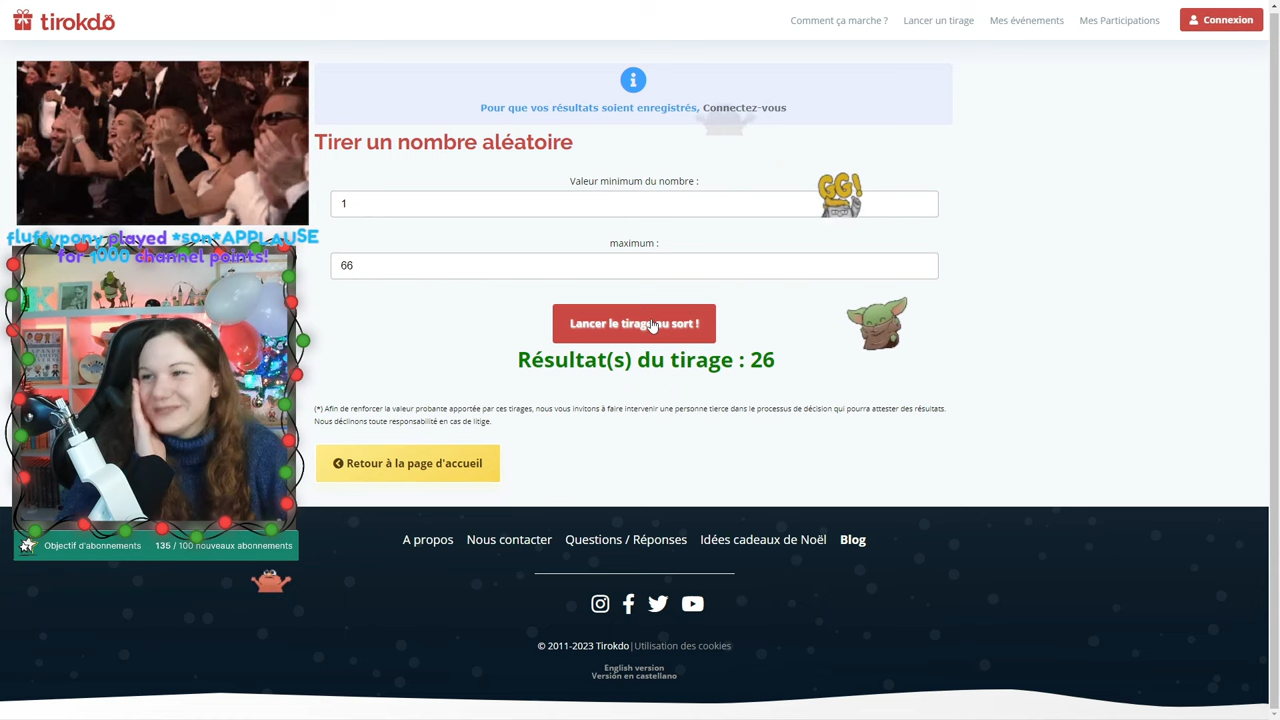 tirokdo
Comment ça marche ?
Lancer un tirage
Mes événements
Mes Participations
Connexion
Pour que vos résultats soient enregistrés, Connectez-vous
Tirer un nombre aléatoire
Valeur minimum du nombre :
1
GG!
maximum :
66
Lancer le tirage au sort !
Résultat(s) du tirage : 26
(*) Afin de renforcer la valeur probante apportée par ces tirages, nous vous invitons à faire intervenir une personne tierce dans le processus de décision qui pourra attester des résultats.
Nous déclinons toute responsabilité en cas de litige.
Retour à la page d'accueil
fluffypony played *son*APPLAUSE
for 1000 channel points!
K
Objectif d'abonnements 135 / 100 nouveaux abonnements
A propos
Nous contacter
Questions / Réponses
Idées cadeaux de Noël
Blog
© 2011-2023 Tirokdo|Utilisation des cookies
English version
Versión en castellano